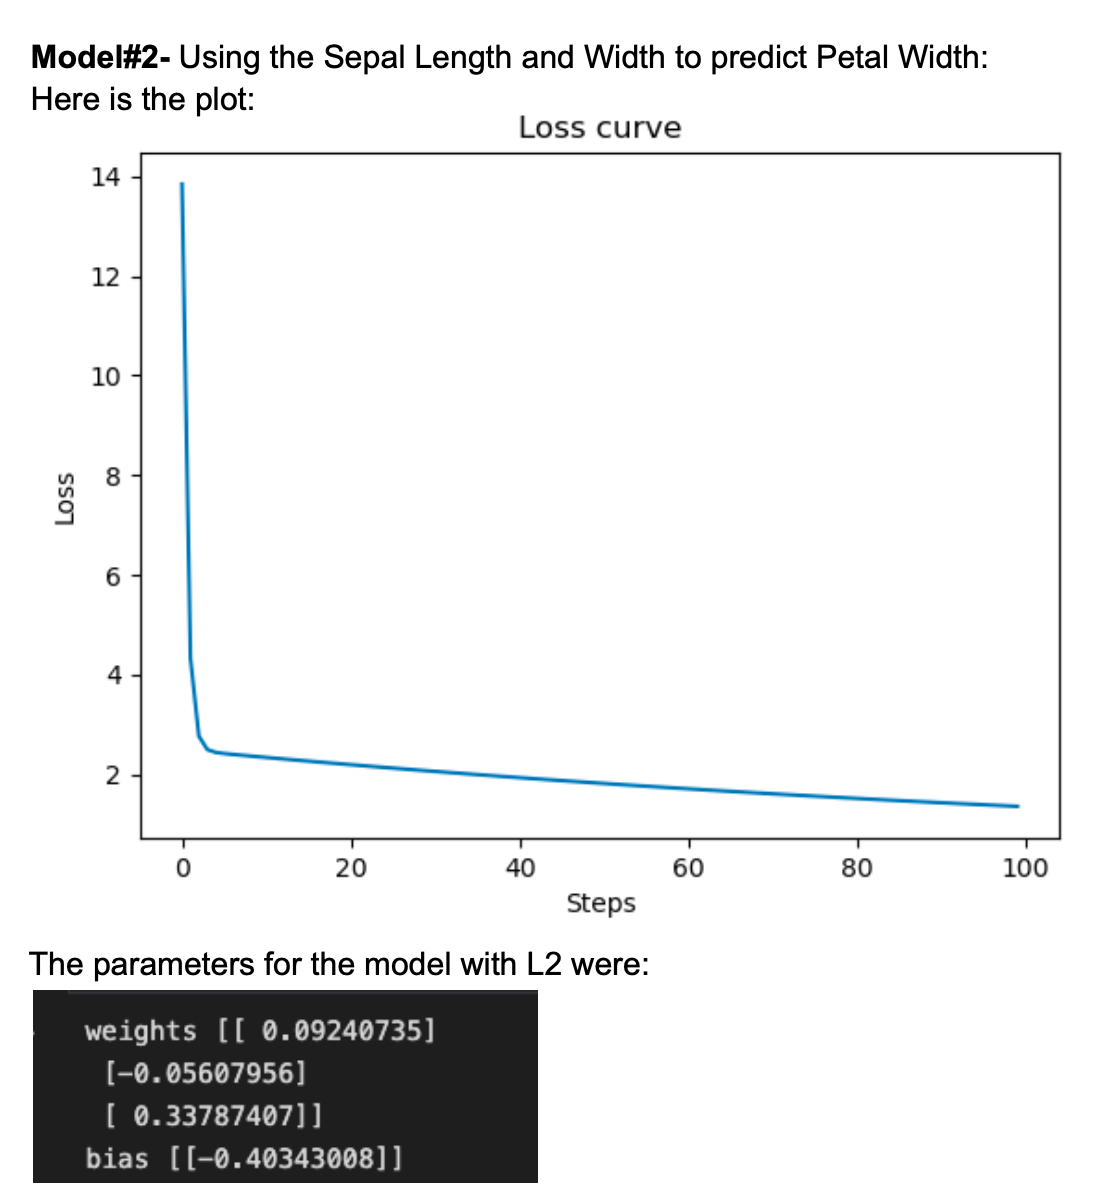 Model#2- Using the Sepal Length and Width to predict Petal Width:
Here is the plot:
Loss curve
14
12
10
8
6
4
2
Loss
0 20 40 60 80 100
Steps
The parameters for the model with L2 were:
weights [[ 0.09240735]
[-0.05607956]
[ 0.33787407]]
bias [[-0.40343008]]